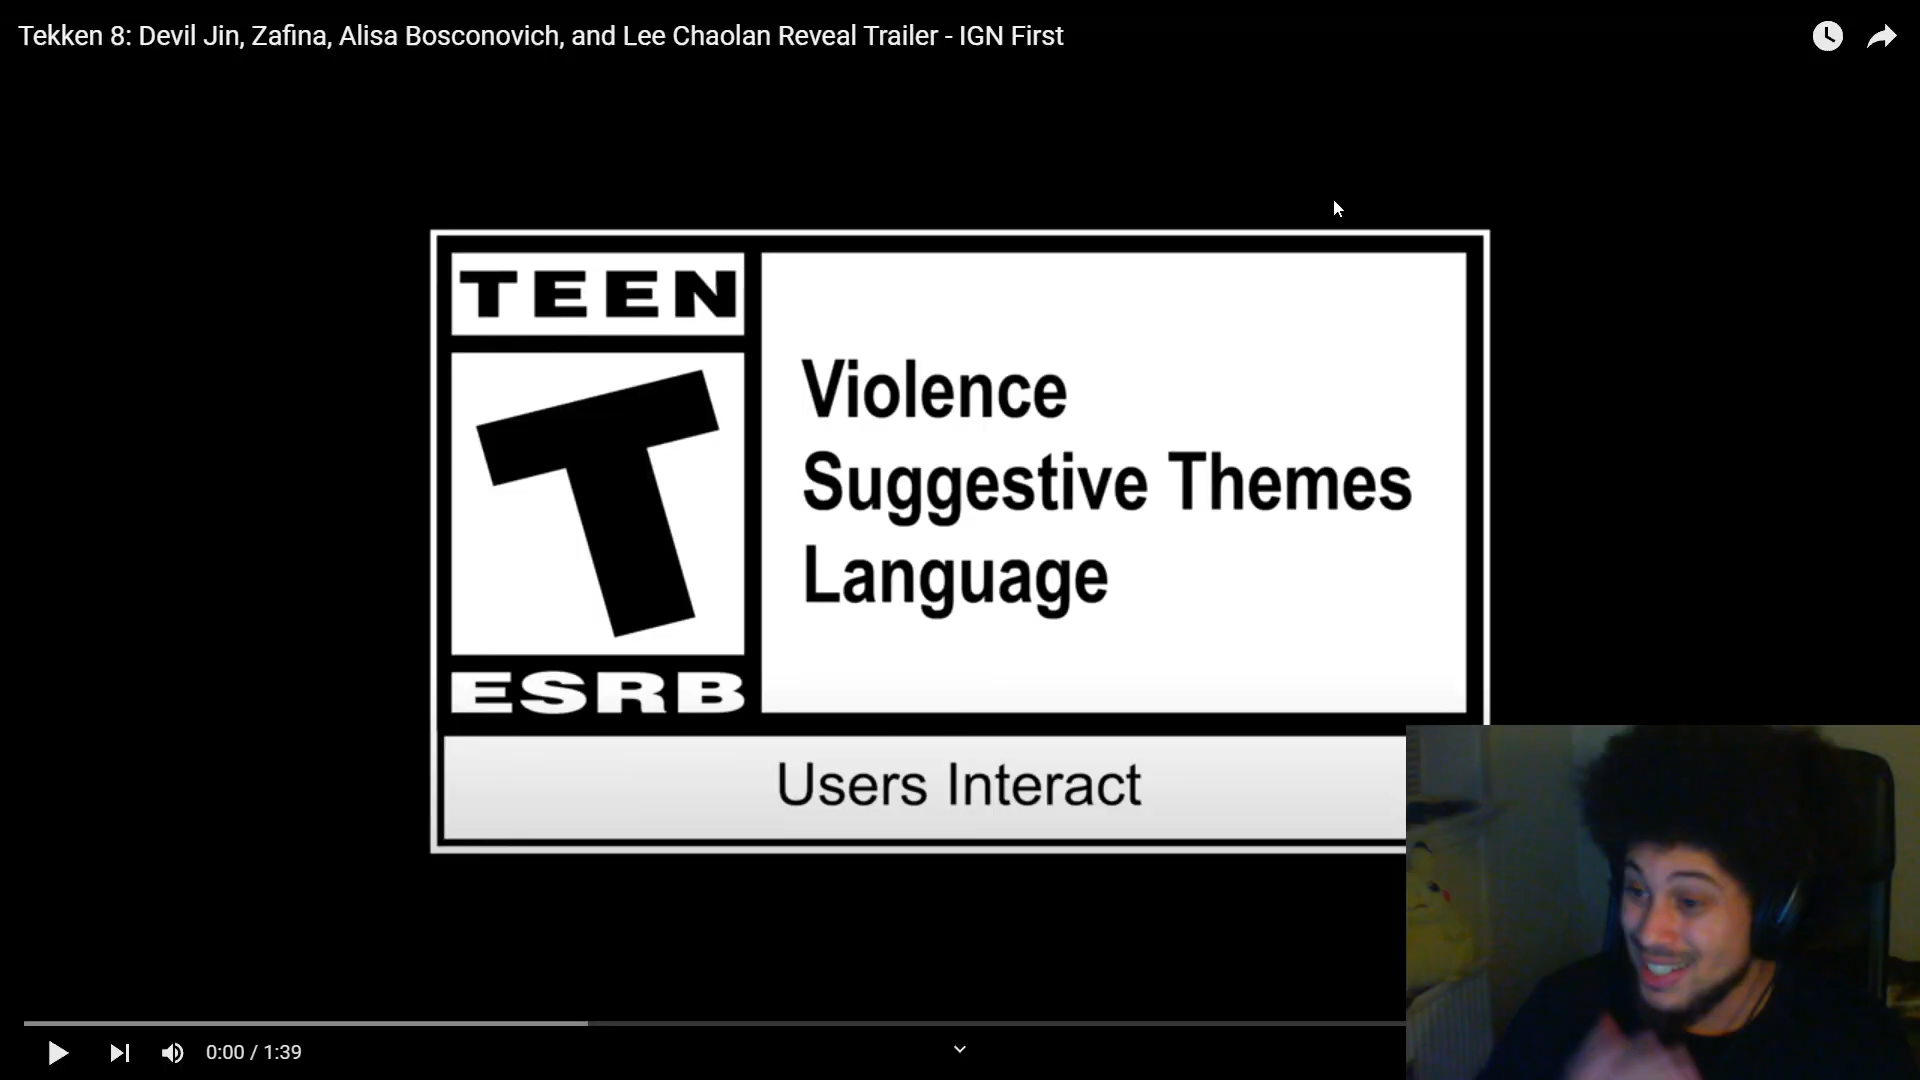 Tekken 8: Devil Jin, Zafina, Alisa Bosconovich, and Lee Chaolan Reveal Trailer - IGN First
TEEN
T
ESRB
Violence
Suggestive Themes
Language
Users Interact
0:00 / 1:39